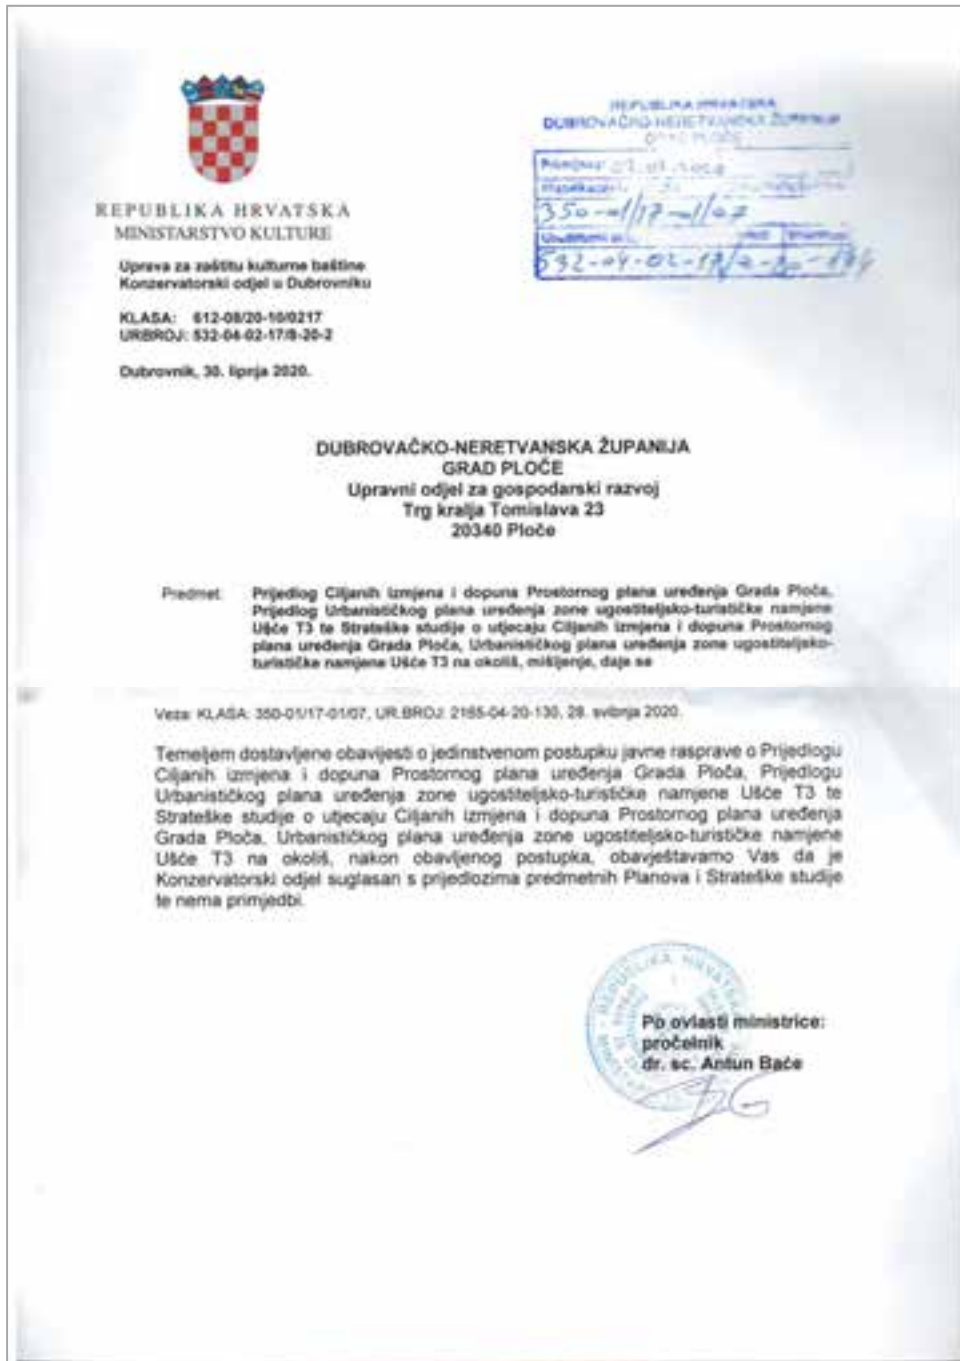 REPUBLIKA HRVATSKA
MINISTARSTVO KULTURE
Uprava za zaštitu kulturne baštine
Konzervatorski odjel u Dubrovniku
KLASA: 612-08/20-10/0217
URBROJ: 532-04-02-17/8-20-2
Dubrovnik, 30. lipnja 2020.
REPUBLIKA HRVATSKA
DUBROVAČKO-NERETVANSKA ŽUPANIJA
GRAD PLOČE
350-01/17-01/07
DUBROVAČKO-NERETVANSKA ŽUPANIJA
GRAD PLOČE
Upravni odjel za gospodarski razvoj
Trg kralja Tomislava 23
20340 Ploče
Predmet: Prijedlog Ciljanih izmjena i dopuna Prostornog plana uređenja Grada Ploča,
Prijedlog Urbanističkog plana uređenja zone ugostiteljsko-turističke namjene
Ušće T3 te Strateške studije o utjecaju Ciljanih izmjena i dopuna Prostornog
plana uređenja Grada Ploča, Urbanističkog plana uređenja zone ugostiteljsko-
turističke namjene Ušće T3 na okoliš, mišljenje, daje se
Veza: KLASA: 350-01/17-01/07, UR.BROJ: 2165-04-20-130, 28. svibnja 2020.
Temeljem dostavljene obavijesti o jedinstvenom postupku javne rasprave o Prijedlogu
Ciljanih izmjena i dopuna Prostornog plana uređenja Grada Ploča, Prijedlogu
Urbanističkog plana uređenja zone ugostiteljsko-turističke namjene Ušće T3 te
Strateške studije o utjecaju Ciljanih izmjena i dopuna Prostornog plana uređenja
Grada Ploča, Urbanističkog plana uređenja zone ugostiteljsko-turističke namjene
Ušće T3 na okoliš, nakon obavljenog postupka, obavještavamo Vas da je
Konzervatorski odjel suglasan s prijedlozima predmetnih Planova i Strateške studije
te nema primjedbi.
Po ovlasti ministrice:
pročelnik
dr. sc. Antun Baće